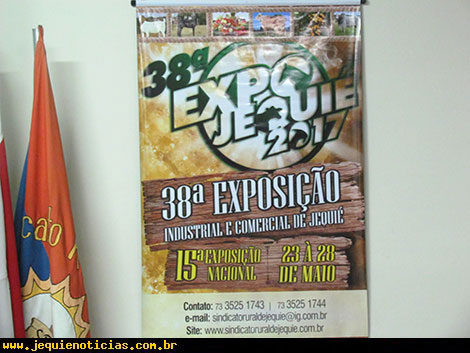 38ª
EXPO
JEQUIÉ
2017
38ª EXPOSIÇÃO
INDUSTRIAL E COMERCIAL DE JEQUIÉ
15ª EXPOSIÇÃO
NACIONAL
23 À 28
DE MAIO
Contato: 73 3525 1743 | 73 3525 1744
e-mail: sindicatoruraldejequie@ig.com.br
Site: www.sindicatoruraldejequie.com.br
cato
www.jequienoticias.com.br